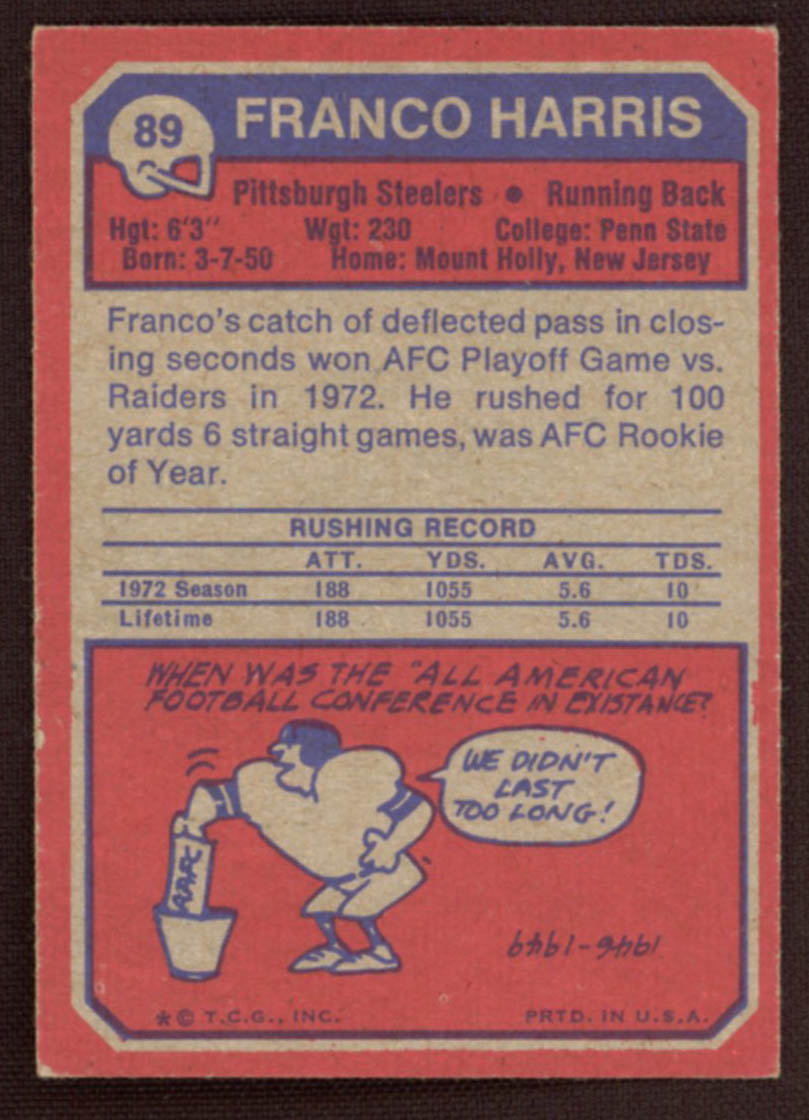 89
FRANCO HARRIS
Pittsburgh Steelers • Running Back
Hgt: 6'3" Wgt: 230 College: Penn State
Born: 3-7-50 Home: Mount Holly, New Jersey
Franco's catch of deflected pass in clos-
ing seconds won AFC Playoff Game vs.
Raiders in 1972. He rushed for 100
yards 6 straight games, was AFC Rookie
of Year.
RUSHING RECORD
ATT. YDS. AVG. TDS.
1972 Season 188 1055 5.6 10
Lifetime 188 1055 5.6 10
WHEN WAS THE "ALL AMERICAN
FOOTBALL CONFERENCE IN EXISTANCE?
WE DIDN'T
LAST
TOO LONG!
AAFC
1946-1949
* © T.C.G., INC. PRTD. IN U.S.A.